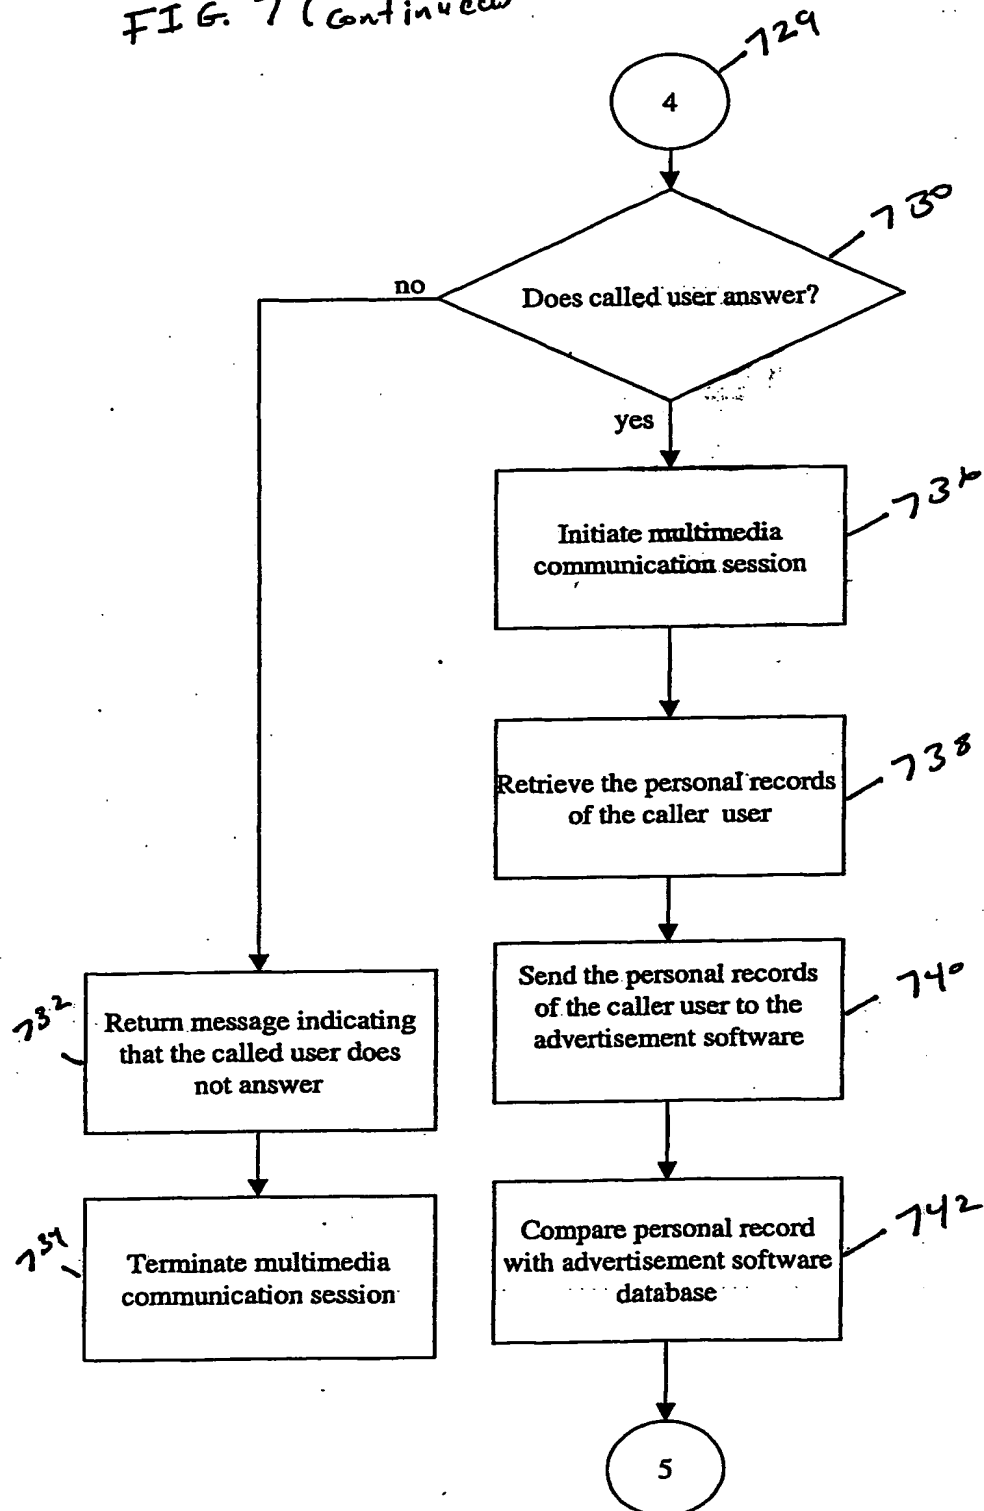 FIG. 7 (continued
729
4
730
Does called user answer?
no
yes
736
Initiate multimedia
communication session
738
Retrieve the personal records
of the caller user
740
Send the personal records
of the caller user to the
advertisement software
732
Return message indicating
that the called user does
not answer
742
Compare personal record
with advertisement software
database
734
Terminate multimedia
communication session
5